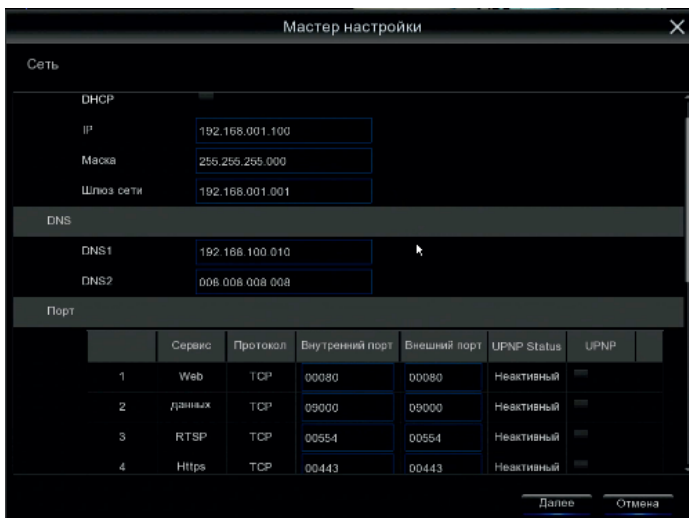 Мастер настройки
Сеть
DHCP
IP 192.168.001.100
Маска 255.255.255.000
Шлюз сети 192.168.001.001
DNS
DNS1 192.168.100.010
DNS2 008.008.008.008
Порт
Сервис Протокол Внутренний порт Внешний порт UPNP Status UPNP
1 Web TCP 00080 00080 Неактивный
2 данных TCP 09000 09000 Неактивный
3 RTSP TCP 00554 00554 Неактивный
4 Https TCP 00443 00443 Неактивный
Далее Отмена